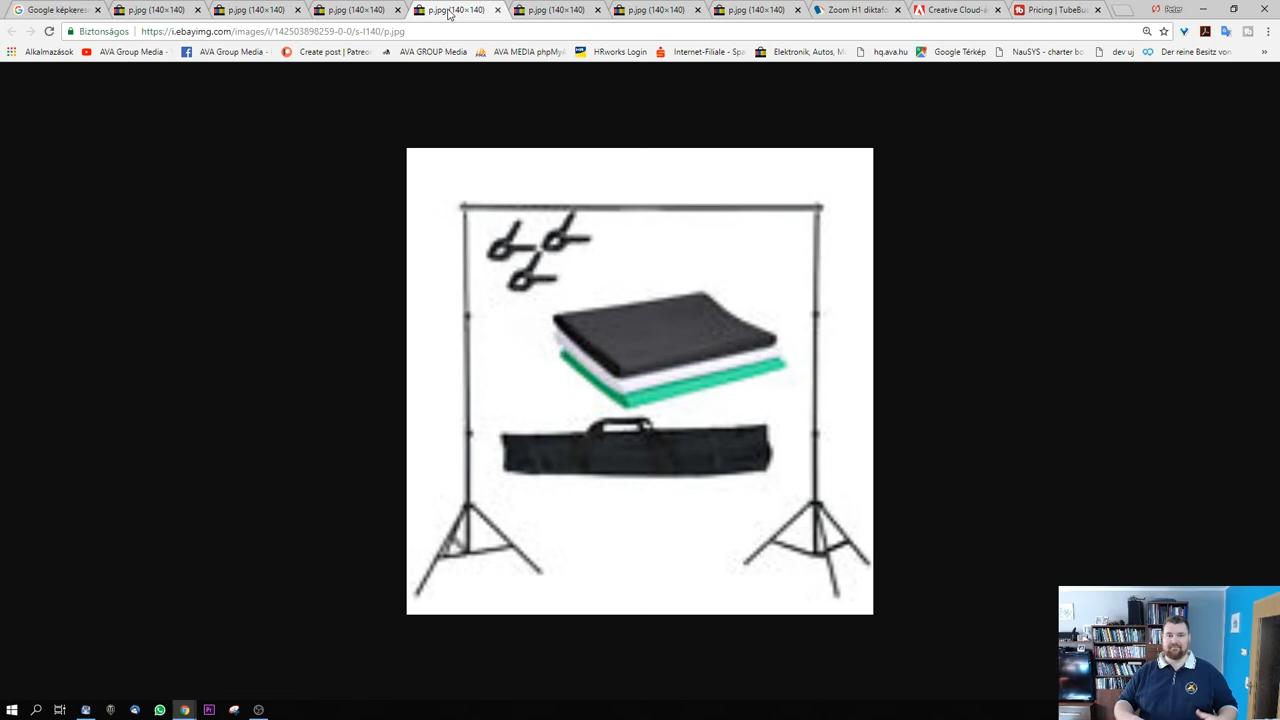 Google képkeres
p.jpg (140×140)
p.jpg (140×140)
p.jpg (140×140)
p.jpg (140×140)
p.jpg (140×140)
p.jpg (140×140)
p.jpg (140×140)
Zoom H1 diktafo
Creative Cloud-á
Pricing | TubeBu
Péter
Biztonságos
https://i.ebayimg.com/images/i/142503898259-0-0/s-l140/p.jpg
Alkalmazások
AVA Group Media -
AVA Group Media -
Create post | Patreo
AVA GROUP Media
AVA MEDIA phpMy
HRworks Login
Internet-Filiale - Spa
Elektronik, Autos, M
hq.ava.hu
Google Térkép
NauSYS - charter bo
dev uj
Der reine Besitz von